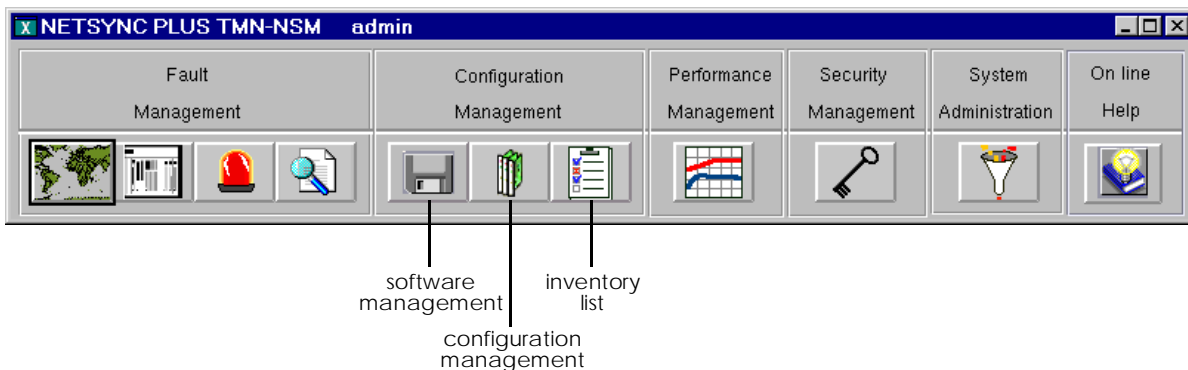 X NETSYNC PLUS TMN-NSM admin
Fault
Management
Configuration
Management
Performance
Management
Security
Management
System
Administration
On line
Help
software
management
inventory
list
configuration
management